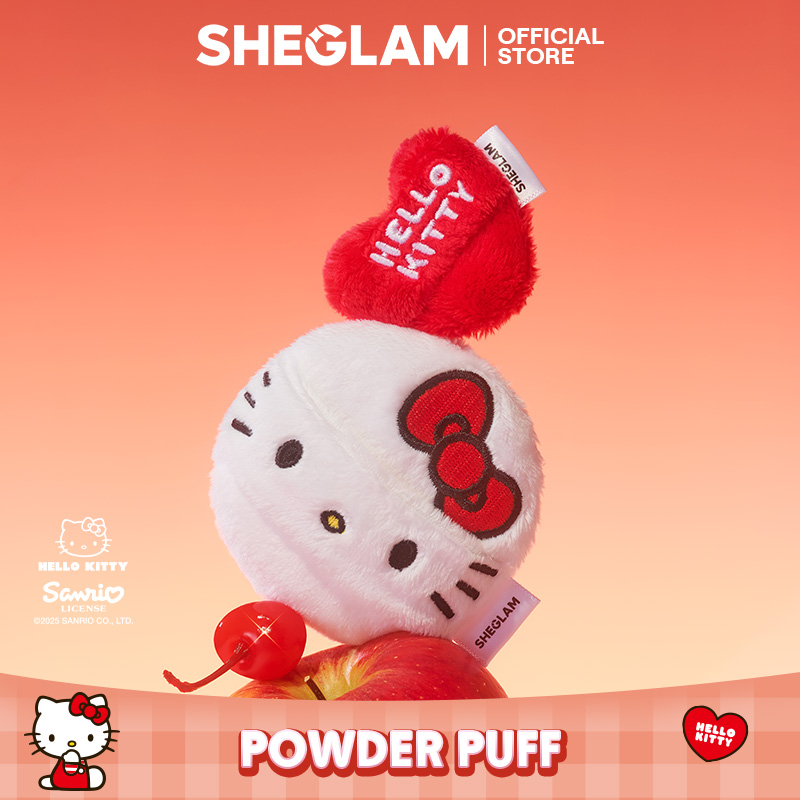 SHEGLAM
OFFICIAL
STORE
SHEGLAM
HELLO
KITTY
SHEGLAM
HELLO KITTY
Sanrio
LICENSE
©2025 SANRIO CO., LTD.
POWDER PUFF
HELLO
KITTY